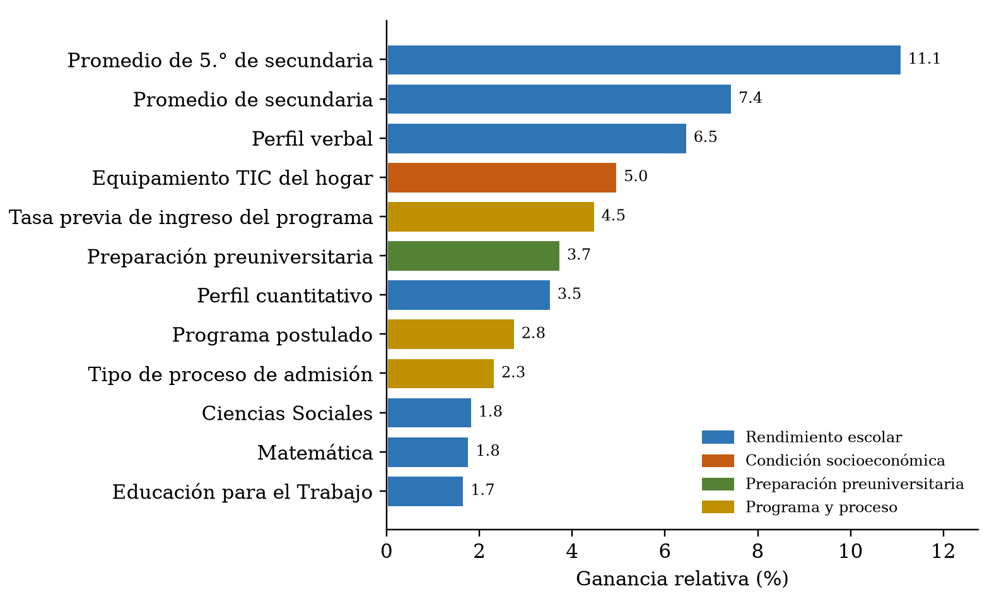 Promedio de 5.° de secundaria 11.1
Promedio de secundaria 7.4
Perfil verbal 6.5
Equipamiento TIC del hogar 5.0
Tasa previa de ingreso del programa 4.5
Preparación preuniversitaria 3.7
Perfil cuantitativo 3.5
Programa postulado 2.8
Tipo de proceso de admisión 2.3
Ciencias Sociales 1.8
Matemática 1.8
Educación para el Trabajo 1.7
Rendimiento escolar
Condición socioeconómica
Preparación preuniversitaria
Programa y proceso
0 2 4 6 8 10 12
Ganancia relativa (%)